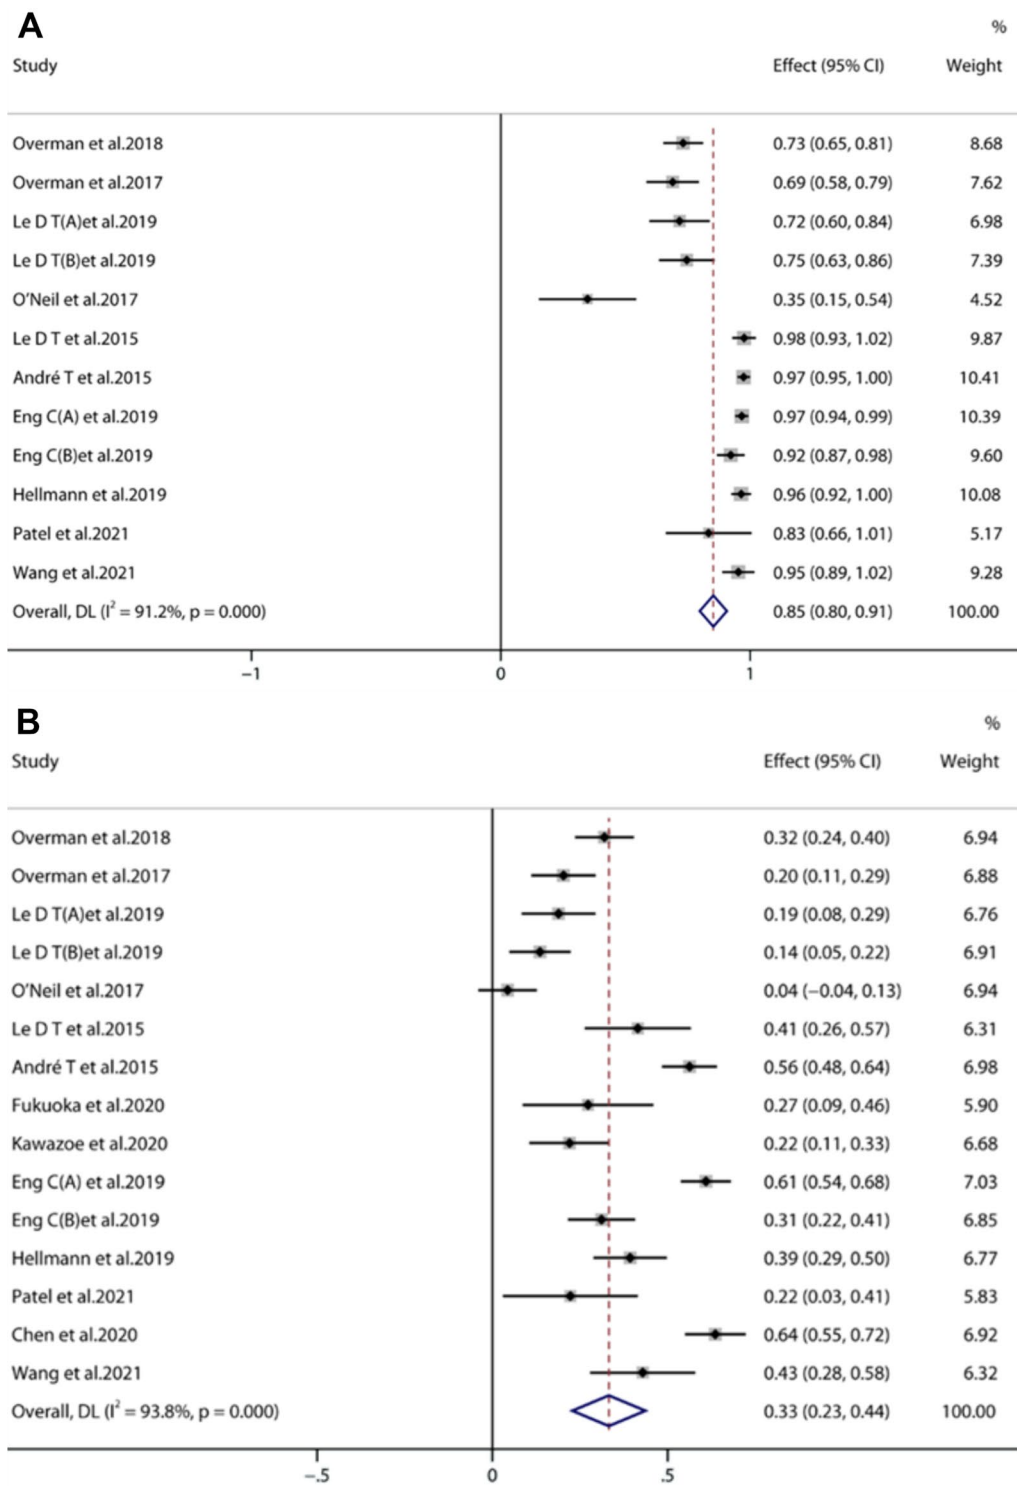 A
%
Study Effect (95% CI) Weight
Overman et al.2018 0.73 (0.65, 0.81) 8.68
Overman et al.2017 0.69 (0.58, 0.79) 7.62
Le D T(A)et al.2019 0.72 (0.60, 0.84) 6.98
Le D T(B)et al.2019 0.75 (0.63, 0.86) 7.39
O'Neil et al.2017 0.35 (0.15, 0.54) 4.52
Le D T et al.2015 0.98 (0.93, 1.02) 9.87
André T et al.2015 0.97 (0.95, 1.00) 10.41
Eng C(A) et al.2019 0.97 (0.94, 0.99) 10.39
Eng C(B)et al.2019 0.92 (0.87, 0.98) 9.60
Hellmann et al.2019 0.96 (0.92, 1.00) 10.08
Patel et al.2021 0.83 (0.66, 1.01) 5.17
Wang et al.2021 0.95 (0.89, 1.02) 9.28
Overall, DL (I² = 91.2%, p = 0.000) 0.85 (0.80, 0.91) 100.00
−1 0 1
B
%
Study Effect (95% CI) Weight
Overman et al.2018 0.32 (0.24, 0.40) 6.94
Overman et al.2017 0.20 (0.11, 0.29) 6.88
Le D T(A)et al.2019 0.19 (0.08, 0.29) 6.76
Le D T(B)et al.2019 0.14 (0.05, 0.22) 6.91
O'Neil et al.2017 0.04 (−0.04, 0.13) 6.94
Le D T et al.2015 0.41 (0.26, 0.57) 6.31
André T et al.2015 0.56 (0.48, 0.64) 6.98
Fukuoka et al.2020 0.27 (0.09, 0.46) 5.90
Kawazoe et al.2020 0.22 (0.11, 0.33) 6.68
Eng C(A) et al.2019 0.61 (0.54, 0.68) 7.03
Eng C(B)et al.2019 0.31 (0.22, 0.41) 6.85
Hellmann et al.2019 0.39 (0.29, 0.50) 6.77
Patel et al.2021 0.22 (0.03, 0.41) 5.83
Chen et al.2020 0.64 (0.55, 0.72) 6.92
Wang et al.2021 0.43 (0.28, 0.58) 6.32
Overall, DL (I² = 93.8%, p = 0.000) 0.33 (0.23, 0.44) 100.00
−.5 0 .5